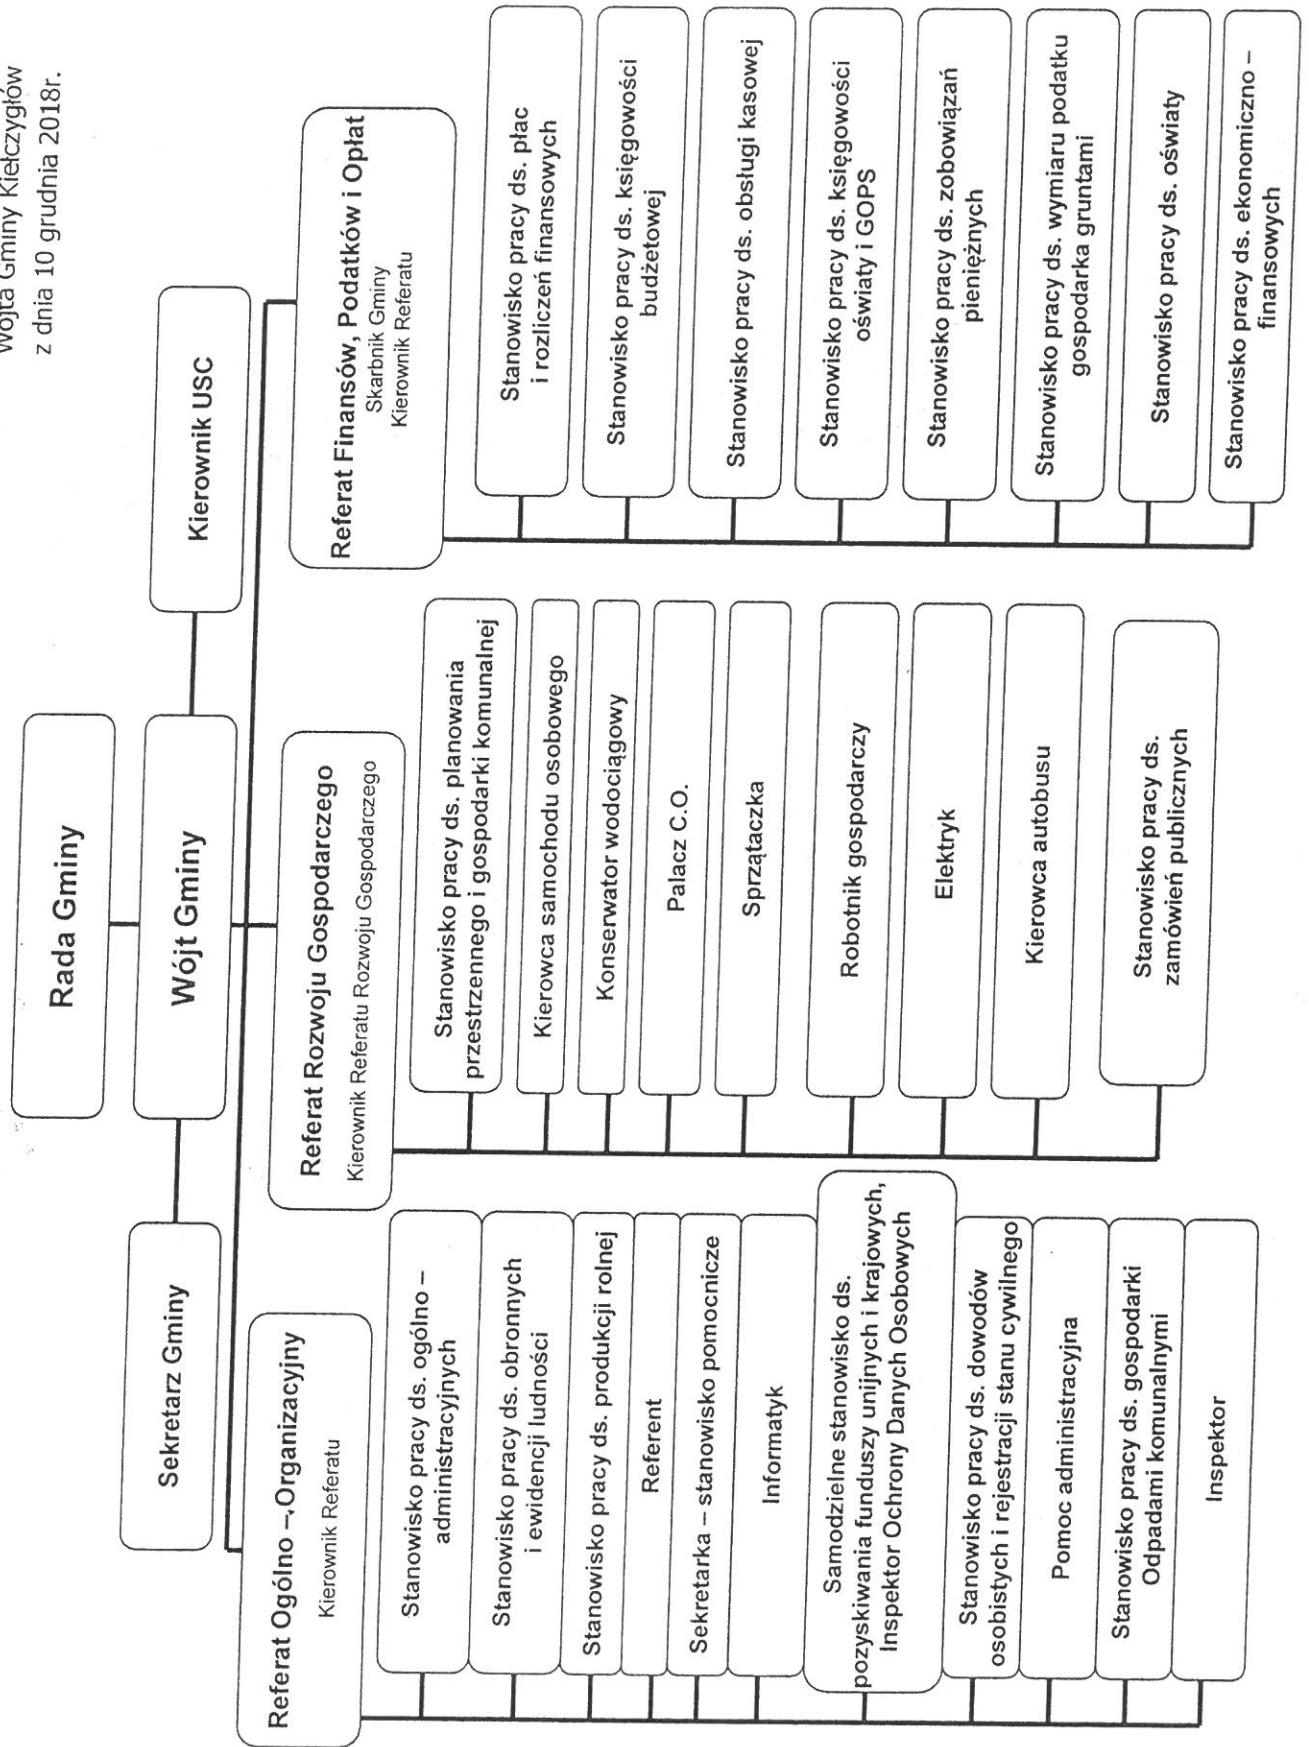 Wójta Gminy Kiełczygłów
z dnia 10 grudnia 2018r.
Rada Gminy
Sekretarz Gminy
Wójt Gminy
Kierownik USC
Referat Ogólno – Organizacyjny
Kierownik Referatu
Stanowisko pracy ds. ogólno –
administracyjnych
Stanowisko pracy ds. obronnych
i ewidencji ludności
Stanowisko pracy ds. produkcji rolnej
Referent
Sekretarka – stanowisko pomocnicze
Informatyk
Samodzielne stanowisko ds.
pozyskiwania funduszy unijnych i krajowych,
Inspektor Ochrony Danych Osobowych
Stanowisko pracy ds. dowodów
osobistych i rejestracji stanu cywilnego
Pomoc administracyjna
Stanowisko pracy ds. gospodarki
Odpadami komunalnymi
Inspektor
Referat Rozwoju Gospodarczego
Kierownik Referatu Rozwoju Gospodarczego
Stanowisko pracy ds. planowania
przestrzennego i gospodarki komunalnej
Kierowca samochodu osobowego
Konserwator wodociągowy
Palacz C.O.
Sprzątaczka
Robotnik gospodarczy
Elektryk
Kierowca autobusu
Stanowisko pracy ds.
zamówień publicznych
Referat Finansów, Podatków i Opłat
Skarbnik Gminy
Kierownik Referatu
Stanowisko pracy ds. płac
i rozliczeń finansowych
Stanowisko pracy ds. księgowości
budżetowej
Stanowisko pracy ds. obsługi kasowej
Stanowisko pracy ds. księgowości
oświaty i GOPS
Stanowisko pracy ds. zobowiązań
pieniężnych
Stanowisko pracy ds. wymiaru podatku
gospodarka gruntami
Stanowisko pracy ds. oświaty
Stanowisko pracy ds. ekonomiczno –
finansowych